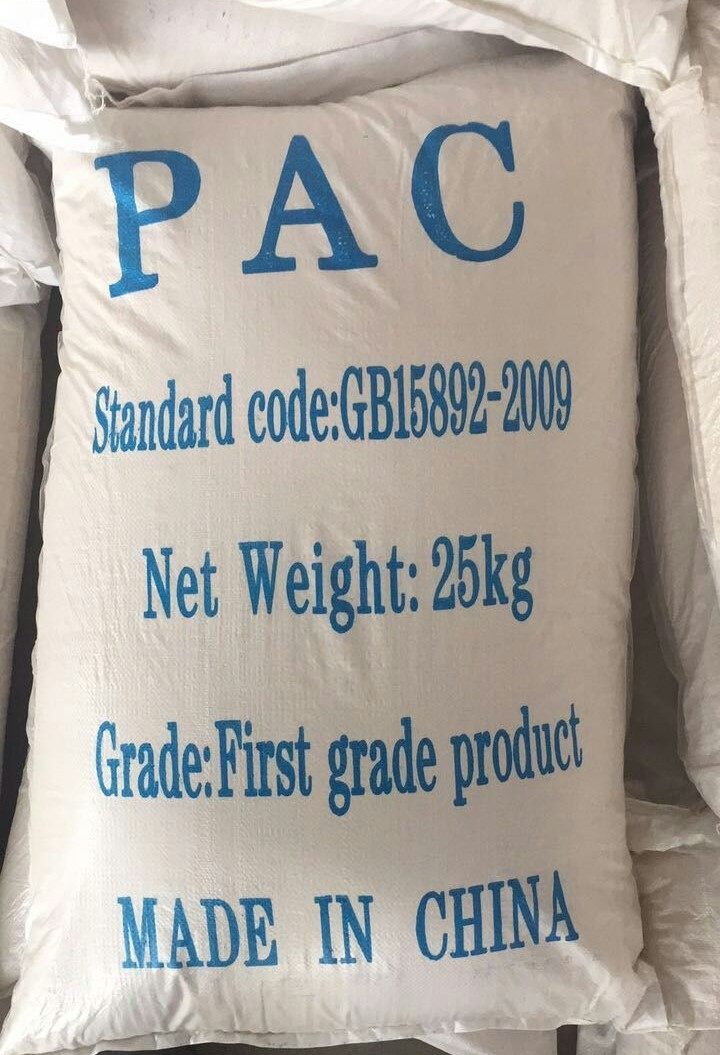 PAC
Standard code:GB15892-2009
Net Weight: 25kg
Grade:First grade product
MADE IN CHINA